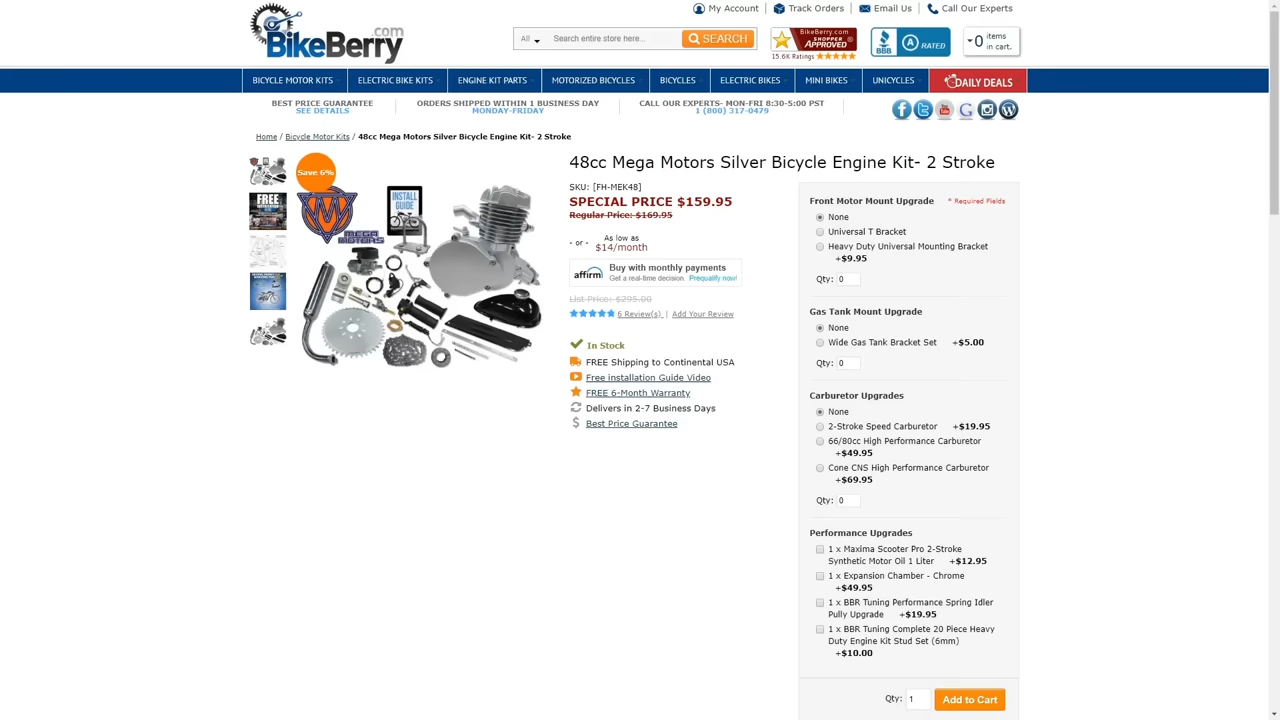 My Account
Track Orders
Email Us
Call Our Experts
BikeBerry.com
All
Search entire store here...
SEARCH
BikeBerry.com
SHOPPER
APPROVED
15.6K Ratings
BBB
A RATED
0 items
in cart.
BICYCLE MOTOR KITS
ELECTRIC BIKE KITS
ENGINE KIT PARTS
MOTORIZED BICYCLES
BICYCLES
ELECTRIC BIKES
MINI BIKES
UNICYCLES
DAILY DEALS
BEST PRICE GUARANTEE
SEE DETAILS
ORDERS SHIPPED WITHIN 1 BUSINESS DAY
MONDAY-FRIDAY
CALL OUR EXPERTS- MON-FRI 8:30-5:00 PST
1 (800) 317-0479
Home / Bicycle Motor Kits / 48cc Mega Motors Silver Bicycle Engine Kit- 2 Stroke
Save 6%
FREE
INSTALL
GUIDE
MEGA
MOTORS
48cc Mega Motors Silver Bicycle Engine Kit- 2 Stroke
SKU: [FH-MEK48]
SPECIAL PRICE $159.95
Regular Price: $169.95
- or -
As low as
$14/month
affirm
Buy with monthly payments
Get a real-time decision. Prequalify now!
List Price: $295.00
6 Review(s) | Add Your Review
In Stock
FREE Shipping to Continental USA
Free installation Guide Video
FREE 6-Month Warranty
Delivers in 2-7 Business Days
Best Price Guarantee
Front Motor Mount Upgrade
* Required Fields
None
Universal T Bracket
Heavy Duty Universal Mounting Bracket
+$9.95
Qty: 0
Gas Tank Mount Upgrade
None
Wide Gas Tank Bracket Set +$5.00
Qty: 0
Carburetor Upgrades
None
2-Stroke Speed Carburetor +$19.95
66/80cc High Performance Carburetor
+$49.95
Cone CNS High Performance Carburetor
+$69.95
Qty: 0
Performance Upgrades
1 x Maxima Scooter Pro 2-Stroke
Synthetic Motor Oil 1 Liter +$12.95
1 x Expansion Chamber - Chrome
+$49.95
1 x BBR Tuning Performance Spring Idler
Pully Upgrade +$19.95
1 x BBR Tuning Complete 20 Piece Heavy
Duty Engine Kit Stud Set (6mm)
+$10.00
Qty: 1
Add to Cart